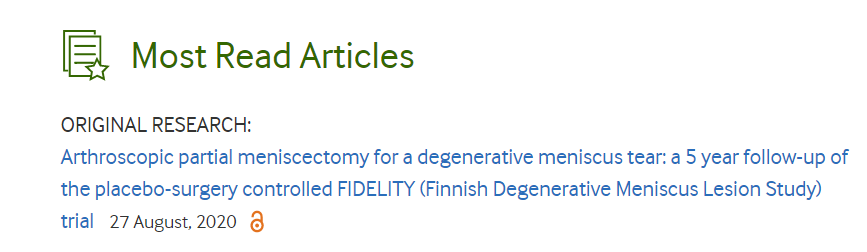 Most Read Articles
ORIGINAL RESEARCH:
Arthroscopic partial meniscectomy for a degenerative meniscus tear: a 5 year follow-up of
the placebo-surgery controlled FIDELITY (Finnish Degenerative Meniscus Lesion Study)
trial 27 August, 2020